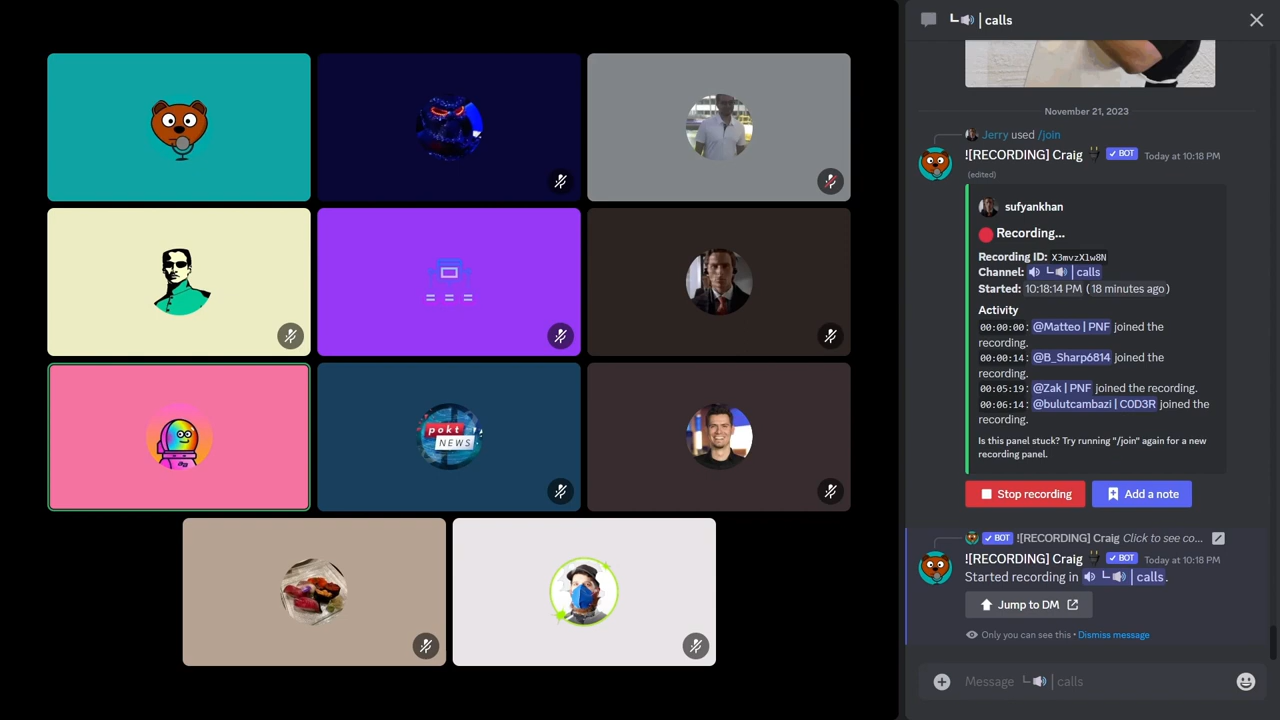 calls
November 21, 2023
Jerry used /join
![RECORDING] Craig BOT Today at 10:18 PM
(edited)
sufyankhan
Recording...
Recording ID: X3mvzX1w8N
Channel: calls
Started: 10:18:14 PM (18 minutes ago)
Activity
00:00:00: @Matteo | PNF joined the
recording.
00:00:14: @B_Sharp6814 joined the
recording.
00:05:19: @Zak | PNF joined the recording.
00:06:14: @bulutcambazi | C0D3R joined the
recording.
Is this panel stuck? Try running "/join" again for a new
recording panel.
Stop recording
Add a note
BOT ![RECORDING] Craig Click to see co...
![RECORDING] Craig BOT Today at 10:18 PM
Started recording in calls.
Jump to DM
Only you can see this • Dismiss message
Message calls
pokt
NEWS